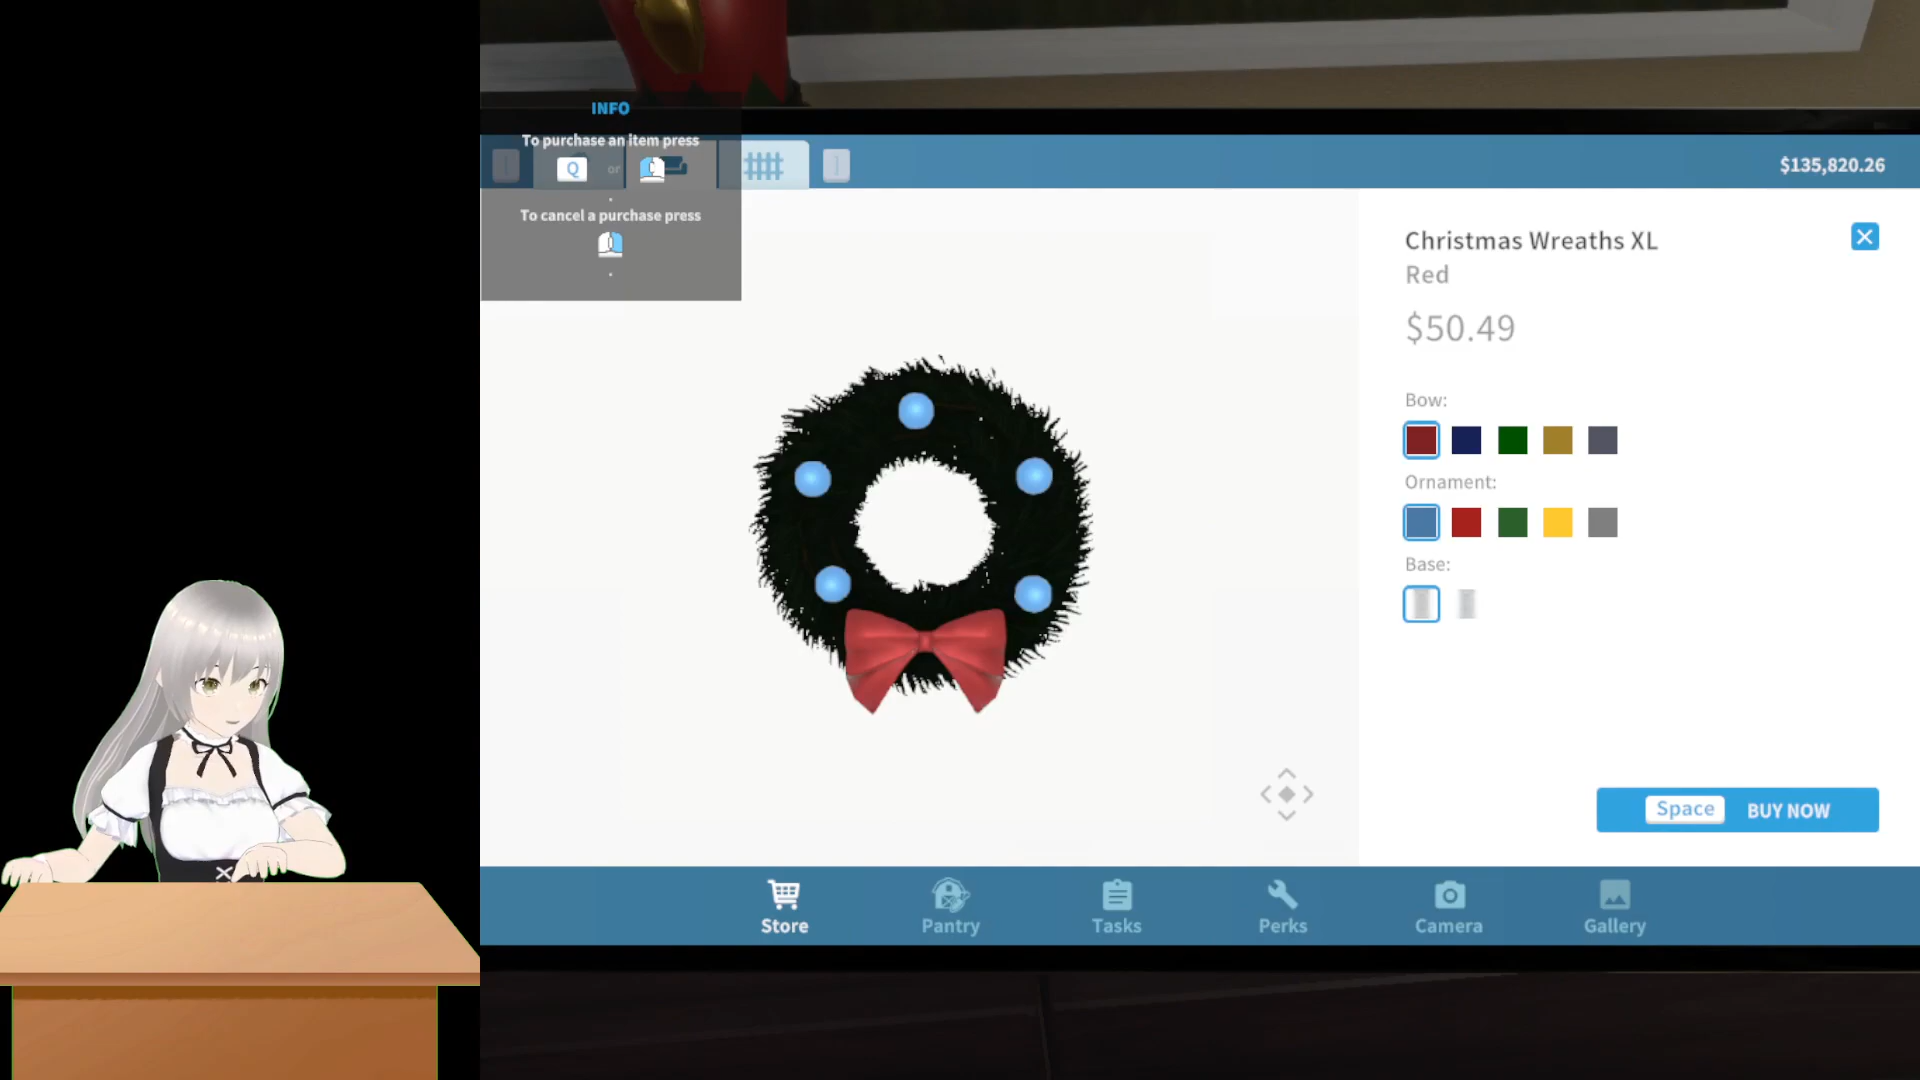 INFO
To purchase an item press
Q or
.
To cancel a purchase press
.
$135,820.26
Christmas Wreaths XL
Red
$50.49
Bow:
Ornament:
Base:
Space BUY NOW
Store Pantry Tasks Perks Camera Gallery